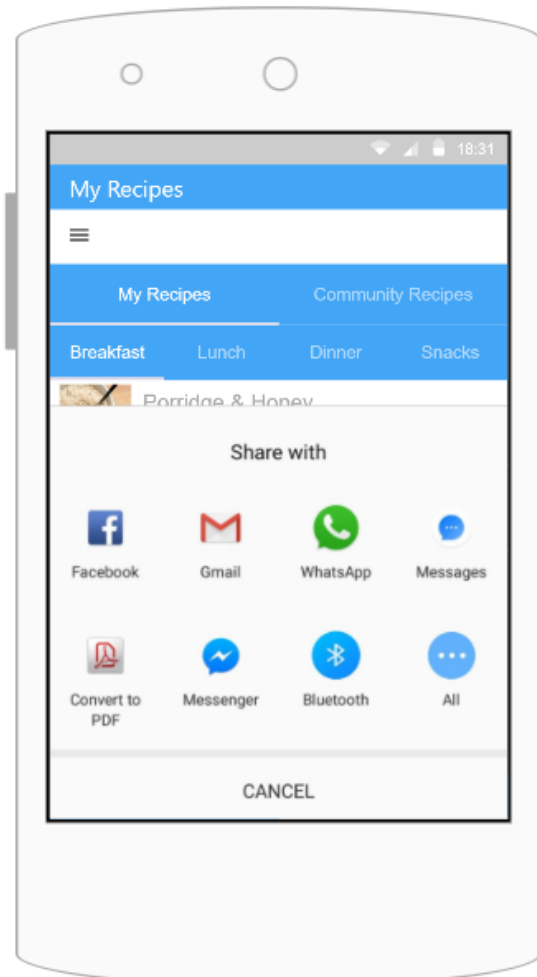 18:31
My Recipes
My Recipes Community Recipes
Breakfast Lunch Dinner Snacks
Porridge & Honey
Share with
Facebook Gmail WhatsApp Messages
Convert to PDF Messenger Bluetooth All
CANCEL